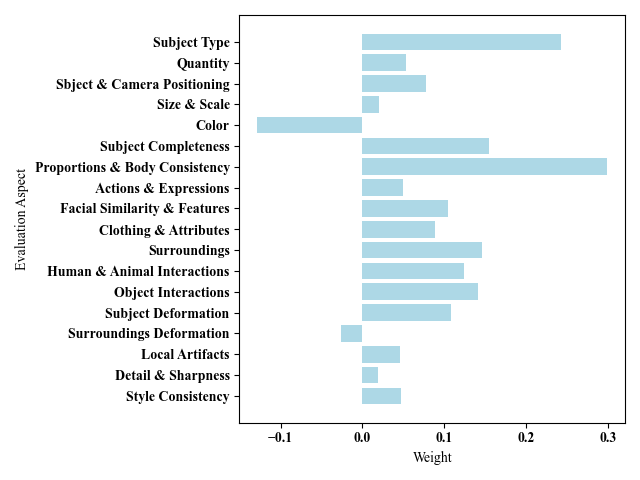 Subject Type
Quantity
Sbject & Camera Positioning
Size & Scale
Color
Subject Completeness
Proportions & Body Consistency
Actions & Expressions
Facial Similarity & Features
Clothing & Attributes
Surroundings
Human & Animal Interactions
Object Interactions
Subject Deformation
Surroundings Deformation
Local Artifacts
Detail & Sharpness
Style Consistency
Evaluation Aspect
−0.1 0.0 0.1 0.2 0.3
Weight